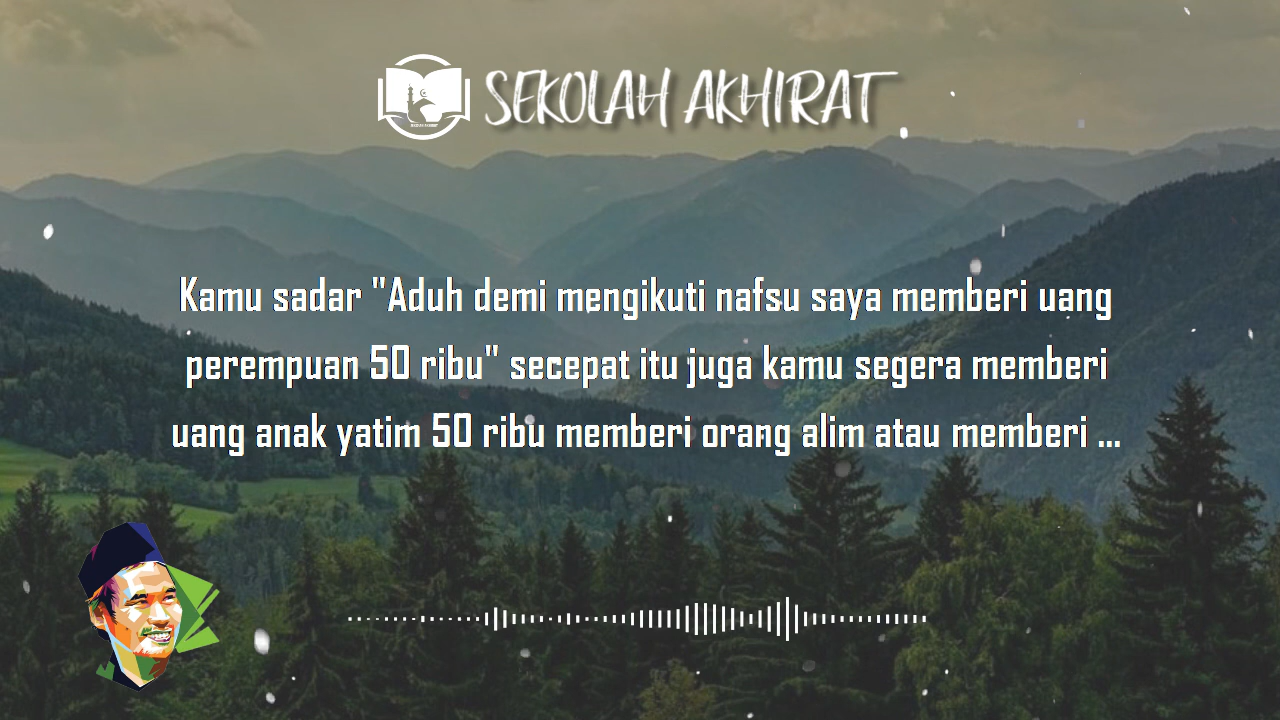 SEKOLAH AKHIRAT
Kamu sadar "Aduh demi mengikuti nafsu saya memberi uang
perempuan 50 ribu" secepat itu juga kamu segera memberi
uang anak yatim 50 ribu memberi orang alim atau memberi ...